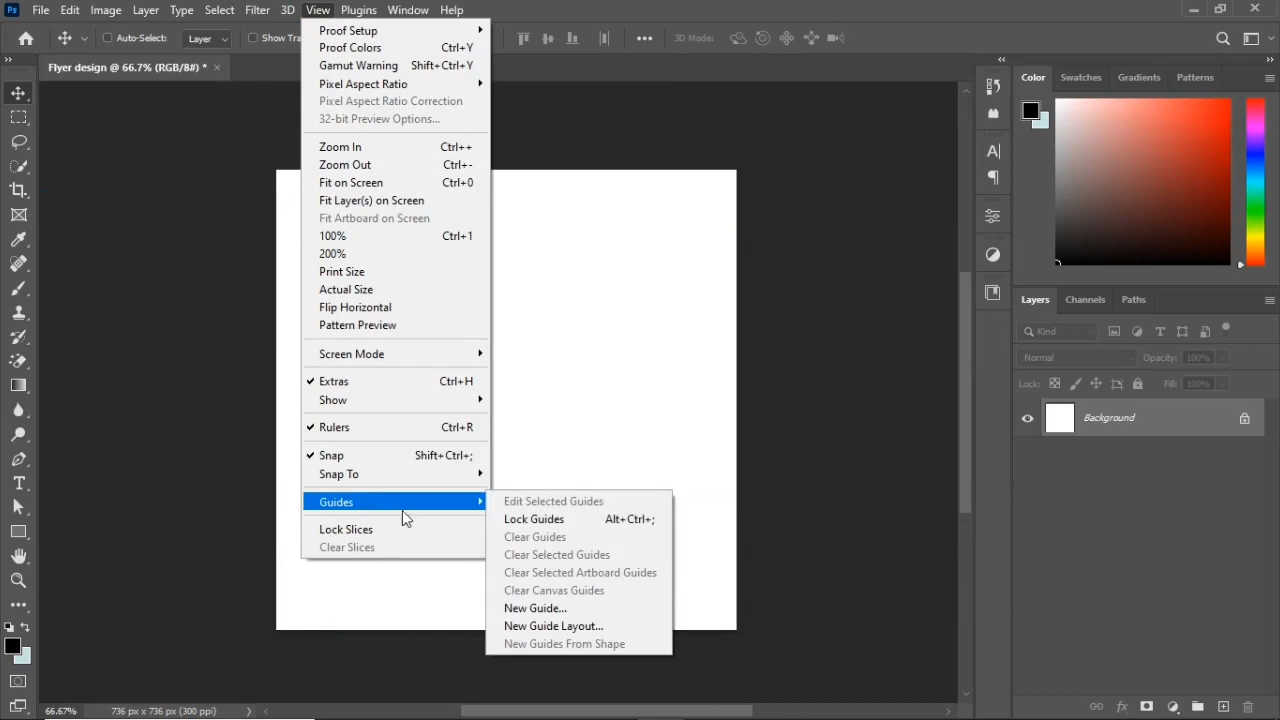 Ps File Edit Image Layer Type Select Filter 3D View Plugins Window Help
Auto-Select: Layer Show Tra 3D Mode:
Flyer design @ 66.7% (RGB/8#) *
Proof Setup
Proof Colors Ctrl+Y
Gamut Warning Shift+Ctrl+Y
Pixel Aspect Ratio
Pixel Aspect Ratio Correction
32-bit Preview Options...
Zoom In Ctrl++
Zoom Out Ctrl+-
Fit on Screen Ctrl+0
Fit Layer(s) on Screen
Fit Artboard on Screen
100% Ctrl+1
200%
Print Size
Actual Size
Flip Horizontal
Pattern Preview
Screen Mode
Extras Ctrl+H
Show
Rulers Ctrl+R
Snap Shift+Ctrl+;
Snap To
Guides
Lock Slices
Clear Slices
Edit Selected Guides
Lock Guides Alt+Ctrl+;
Clear Guides
Clear Selected Guides
Clear Selected Artboard Guides
Clear Canvas Guides
New Guide...
New Guide Layout...
New Guides From Shape
Color Swatches Gradients Patterns
Layers Channels Paths
Kind
Normal Opacity: 100%
Lock: Fill: 100%
Background
66.67% 736 px x 736 px (300 ppi)